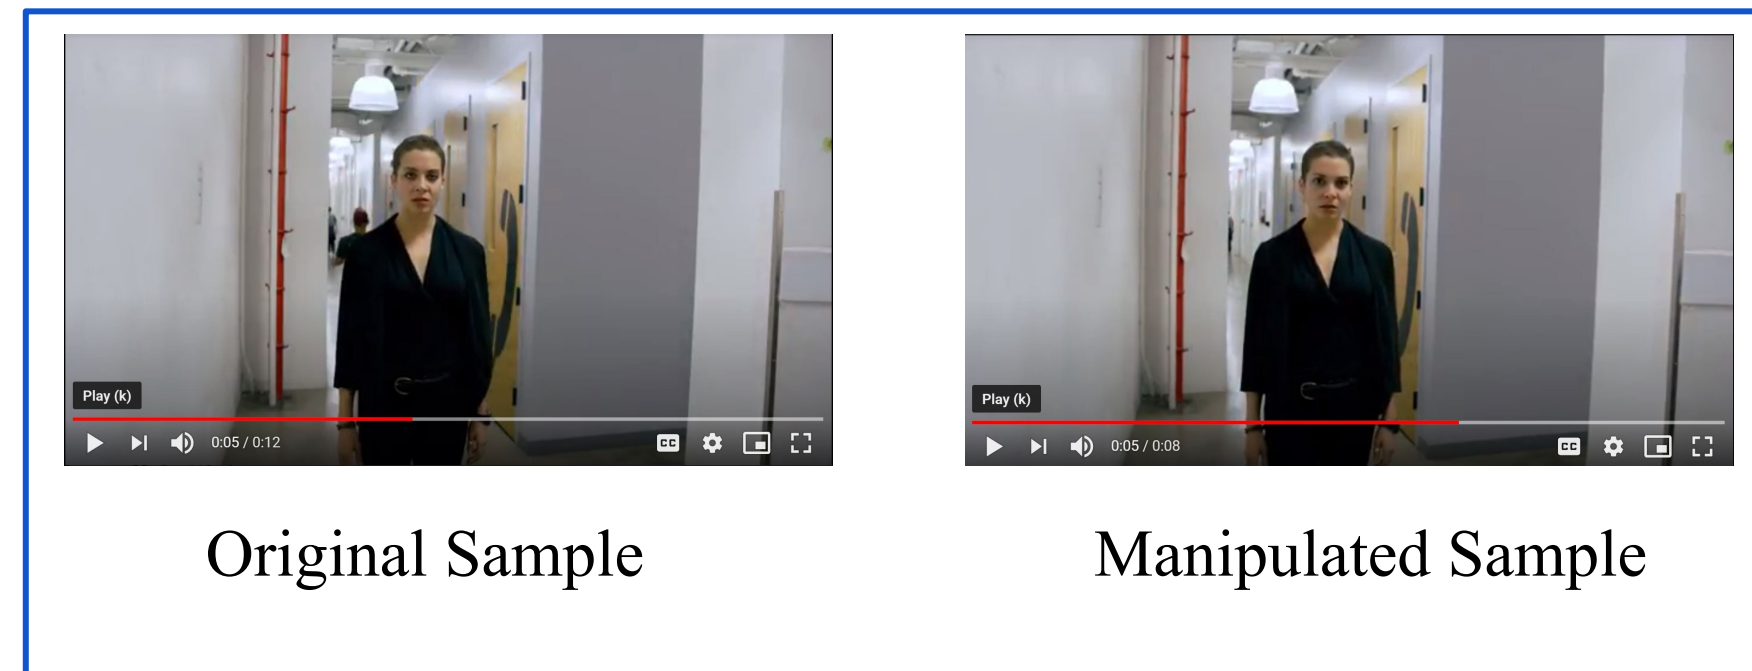 Play (k)
0:05 / 0:12
CC
Play (k)
0:05 / 0:08
CC
Original Sample
Manipulated Sample